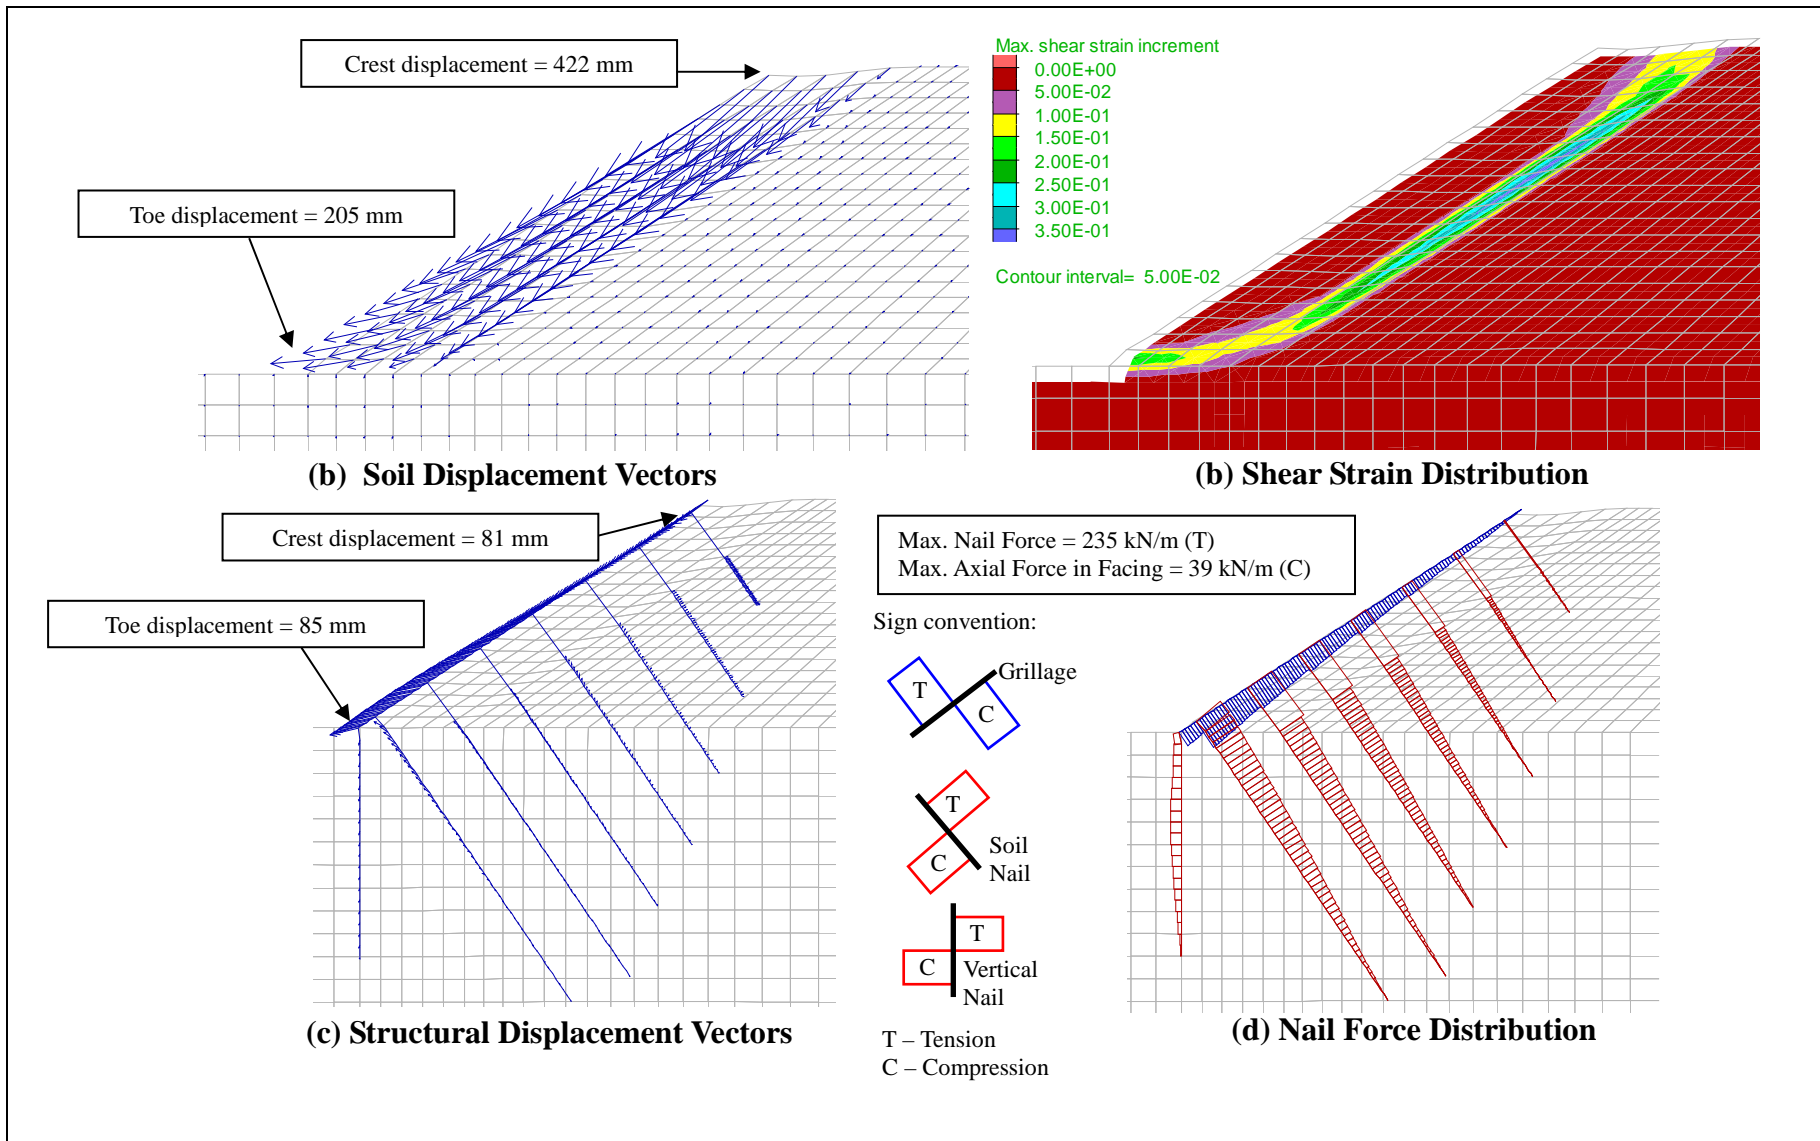 Crest displacement = 422 mm
Toe displacement = 205 mm
(b)  Soil Displacement Vectors
Max. shear strain increment
0.00E+00
5.00E-02
1.00E-01
1.50E-01
2.00E-01
2.50E-01
3.00E-01
3.50E-01
Contour interval=  5.00E-02
(b) Shear Strain Distribution
Crest displacement = 81 mm
Toe displacement = 85 mm
(c) Structural Displacement Vectors
Max. Nail Force = 235 kN/m (T)
Max. Axial Force in Facing = 39 kN/m (C)
Sign convention:
Grillage
T
C
T
C
Soil
Nail
T
C
Vertical
Nail
T – Tension
C – Compression
(d) Nail Force Distribution